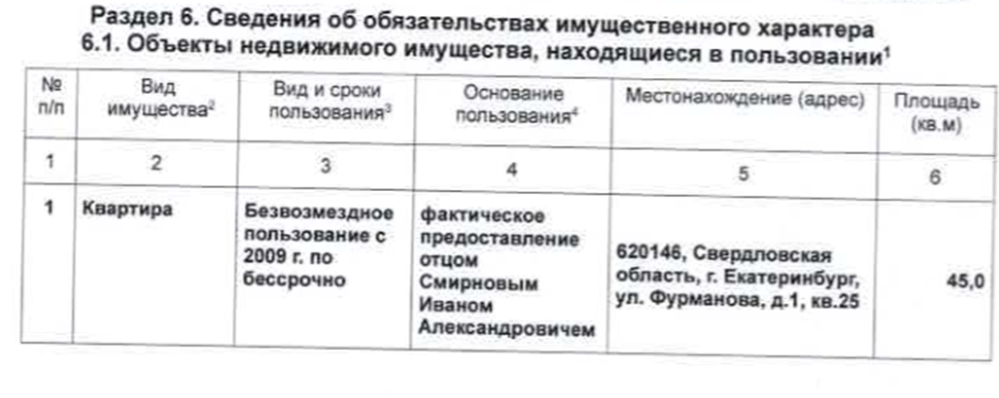 Раздел 6. Сведения об обязательствах имущественного характера
6.1. Объекты недвижимого имущества, находящиеся в пользовании¹
№ п/п
Вид имущества²
Вид и сроки пользования³
Основание пользования⁴
Местонахождение (адрес)
Площадь (кв.м)
1
2
3
4
5
6
1
Квартира
Безвозмездное
пользование с
2009 г. по
бессрочно
фактическое
предоставление
отцом
Смирновым
Иваном
Александровичем
620146, Свердловская
область, г. Екатеринбург,
ул. Фурманова, д.1, кв.25
45,0